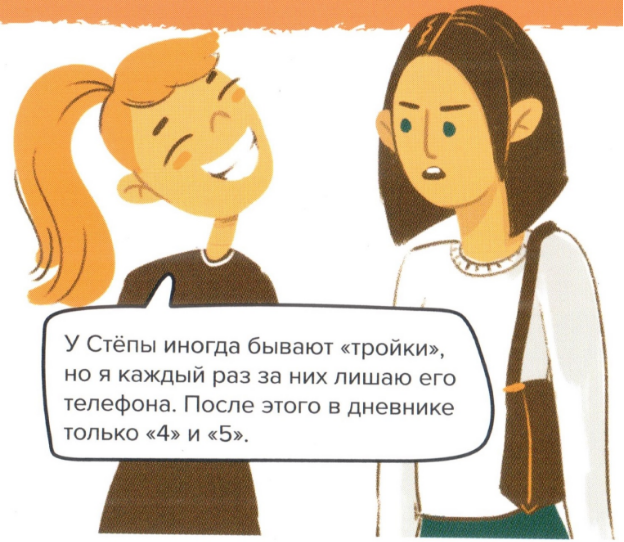 У Стёпы иногда бывают «тройки»,
но я каждый раз за них лишаю его
телефона. После этого в дневнике
только «4» и «5».